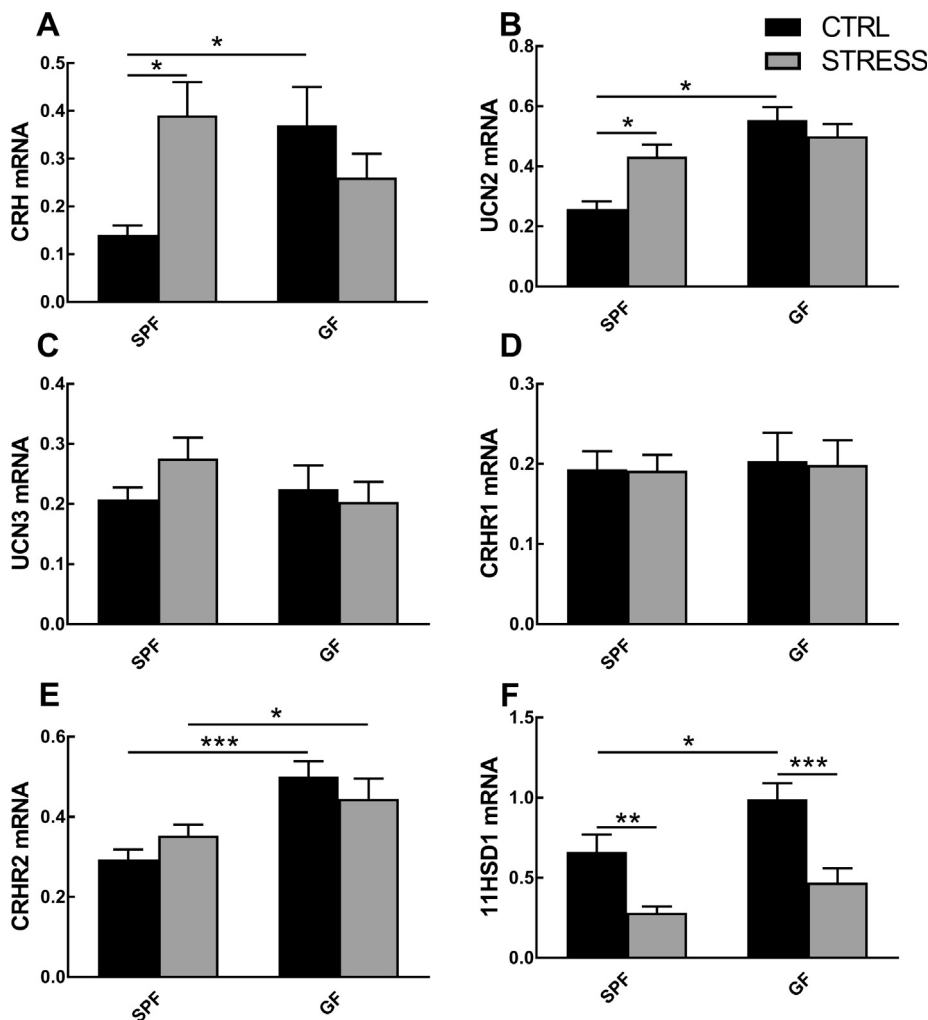 A
CRH mRNA
0.5
0.4
0.3
0.2
0.1
0.0
*
*
SPF
GF
B
CTRL
STRESS
UCN2 mRNA
0.8
0.6
0.4
0.2
0.0
*
*
SPF
GF
C
UCN3 mRNA
0.4
0.3
0.2
0.1
0.0
SPF
GF
D
CRHR1 mRNA
0.3
0.2
0.1
0.0
SPF
GF
E
CRHR2 mRNA
0.6
0.4
0.2
0.0
*
***
SPF
GF
F
11HSD1 mRNA
1.5
1.0
0.5
0.0
*
***
**
SPF
GF